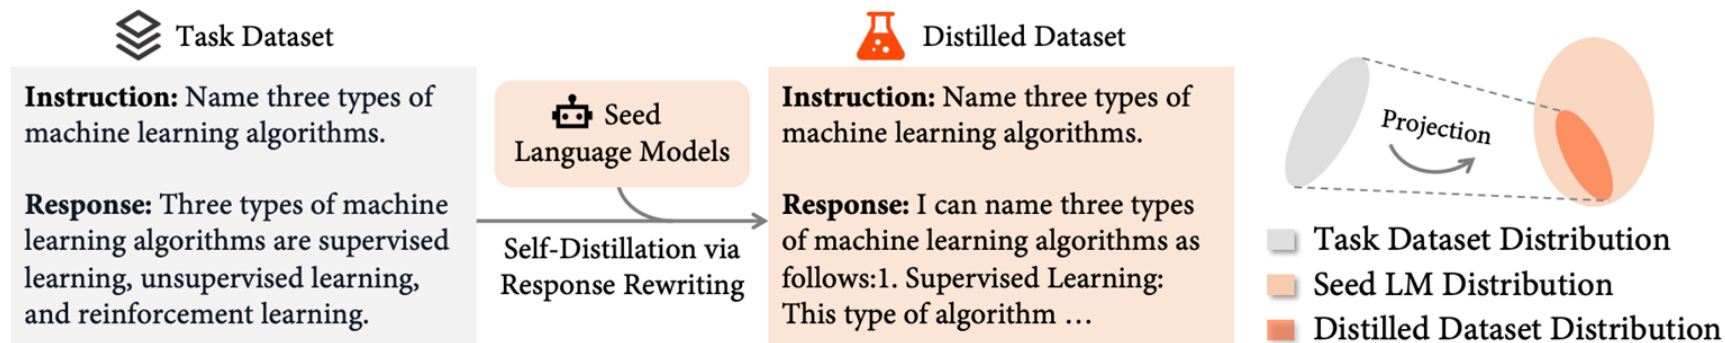 Task Dataset
Instruction: Name three types of
machine learning algorithms.
Response: Three types of machine
learning algorithms are supervised
learning, unsupervised learning,
and reinforcement learning.
Seed
Language Models
Self-Distillation via
Response Rewriting
Distilled Dataset
Instruction: Name three types of
machine learning algorithms.
Response: I can name three types
of machine learning algorithms as
follows:1. Supervised Learning:
This type of algorithm …
Projection
Task Dataset Distribution
Seed LM Distribution
Distilled Dataset Distribution